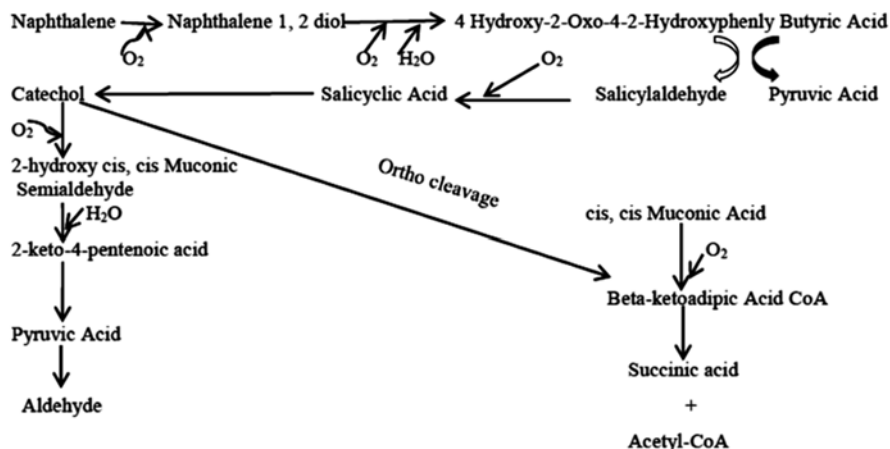 Naphthalene Naphthalene 1, 2 diol 4 Hydroxy-2-Oxo-4-2-Hydroxyphenly Butyric Acid
O₂ O₂ H₂O O₂
Catechol Salicyclic Acid Salicylaldehyde Pyruvic Acid
O₂
2-hydroxy cis, cis Muconic
Semialdehyde
H₂O
2-keto-4-pentenoic acid
Pyruvic Acid
Aldehyde
Ortho cleavage
cis, cis Muconic Acid
O₂
Beta-ketoadipic Acid CoA
Succinic acid
+
Acetyl-CoA